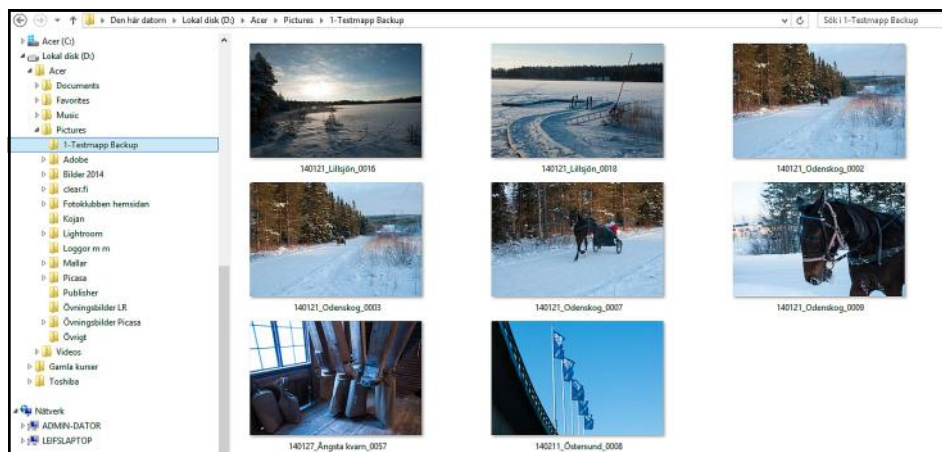 Den här datorn Lokal disk (D:) Acer Pictures 1-Testmapp Backup
Sök i 1-Testmapp Backup
Acer (C:)
Lokal disk (D:)
Acer
Documents
Favorites
Music
Pictures
1-Testmapp Backup
Adobe
Bilder 2014
clear.fi
Fotoklubben hemsidan
Kojan
Lightroom
Loggor m m
Mallar
Picasa
Publisher
Övningsbilder LR
Övningsbilder Picasa
Övrigt
Videos
Gamla kurser
Toshiba
Nätverk
ADMIN-DATOR
LEIFSLAPTOP
140121_Lillsjön_0016
140121_Lillsjön_0018
140121_Odenskog_0002
140121_Odenskog_0003
140121_Odenskog_0007
140121_Odenskog_0009
140127_Ängsta kvarn_0057
140211_Östersund_0008